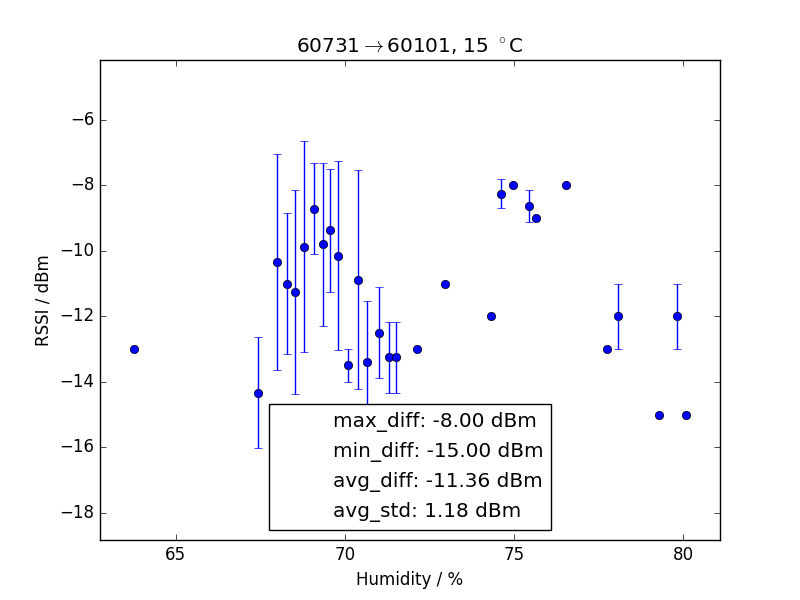 60731→60101, 15 °C
−6
−8
−10
−12
−14
−16
−18
RSSI / dBm
max_diff: -8.00 dBm
min_diff: -15.00 dBm
avg_diff: -11.36 dBm
avg_std: 1.18 dBm
65 70 75 80
Humidity / %